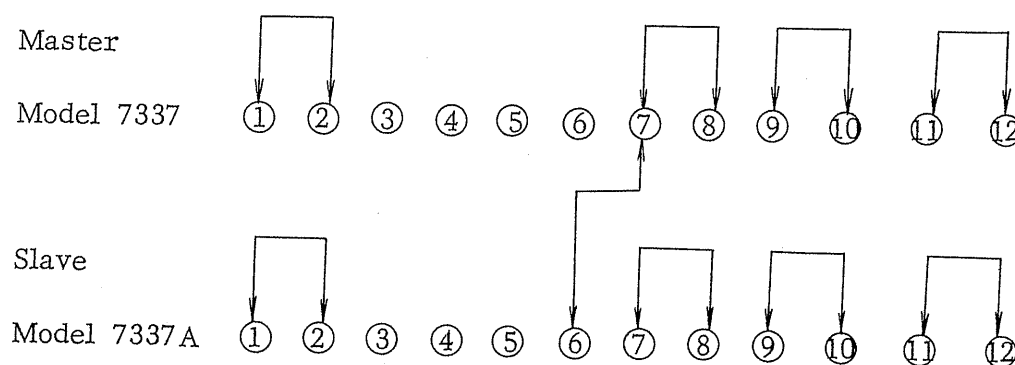 Master
Model 7337 ① ② ③ ④ ⑤ ⑥ ⑦ ⑧ ⑨ ⑩ ⑪ ⑫
Slave
Model 7337A ① ② ③ ④ ⑤ ⑥ ⑦ ⑧ ⑨ ⑩ ⑪ ⑫